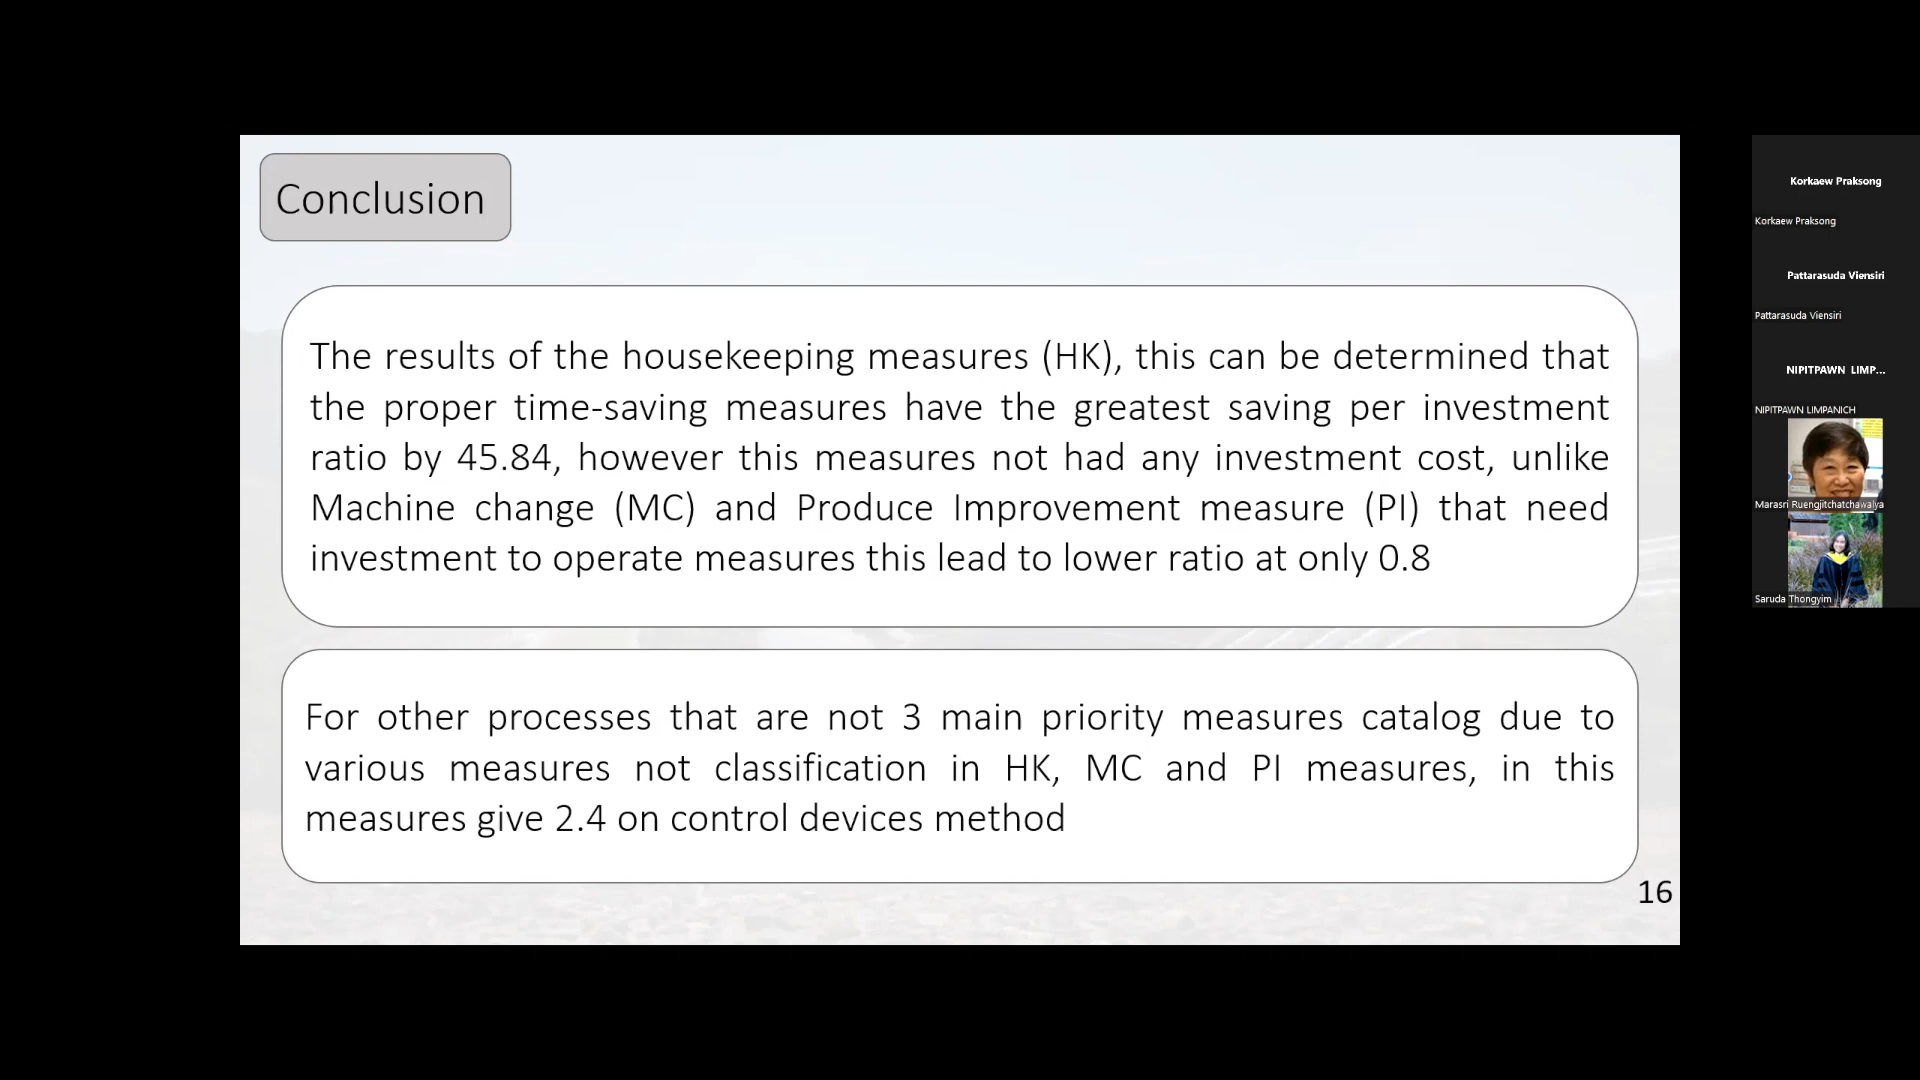 Conclusion
The results of the housekeeping measures (HK), this can be determined that
the proper time-saving measures have the greatest saving per investment
ratio by 45.84, however this measures not had any investment cost, unlike
Machine change (MC) and Produce Improvement measure (PI) that need
investment to operate measures this lead to lower ratio at only 0.8
For other processes that are not 3 main priority measures catalog due to
various measures not classification in HK, MC and PI measures, in this
measures give 2.4 on control devices method
16
Korkaew Praksong
Korkaew Praksong
Pattarasuda Viensiri
Pattarasuda Viensiri
NIPITPAWN LIMP...
NIPITPAWN LIMPANICH
Marasri Ruengjitchatchawalya
Saruda Thongyim